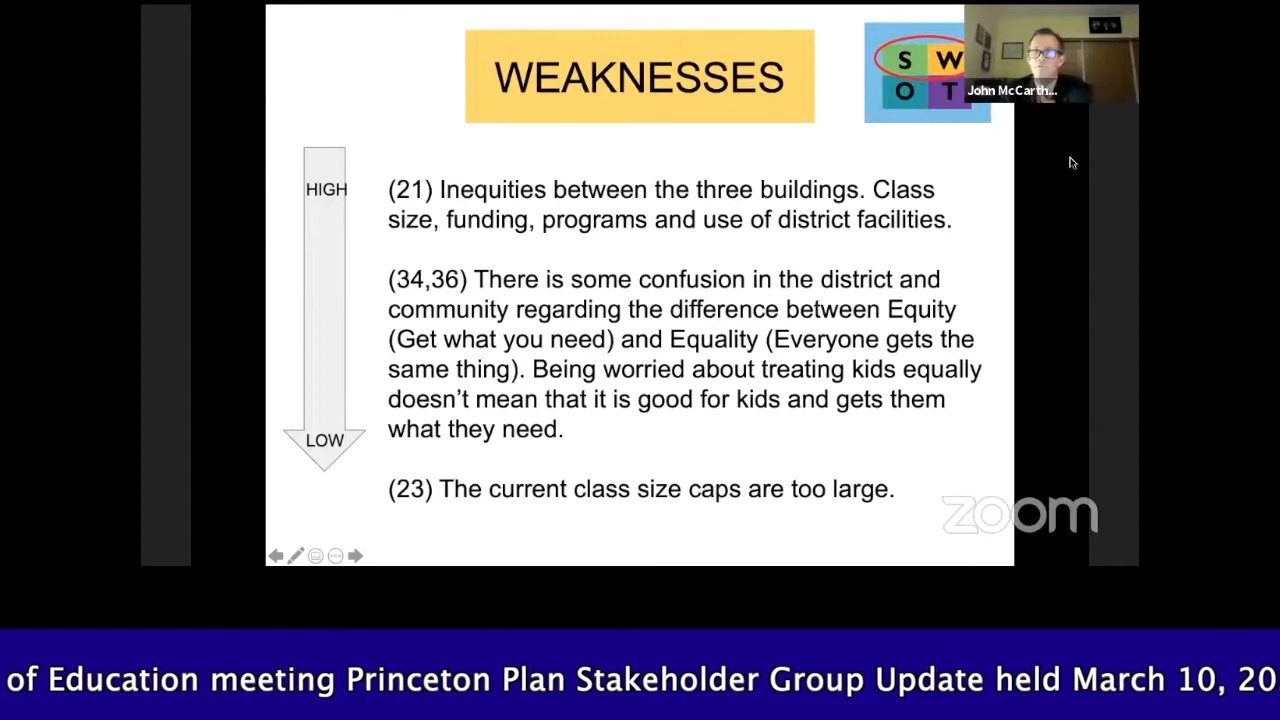 WEAKNESSES
S W
O T
John McCarth...
HIGH
(21) Inequities between the three buildings. Class
size, funding, programs and use of district facilities.
(34,36) There is some confusion in the district and
community regarding the difference between Equity
(Get what you need) and Equality (Everyone gets the
same thing). Being worried about treating kids equally
doesn’t mean that it is good for kids and gets them
what they need.
LOW
(23) The current class size caps are too large.
zoom
of Education meeting Princeton Plan Stakeholder Group Update held March 10, 20